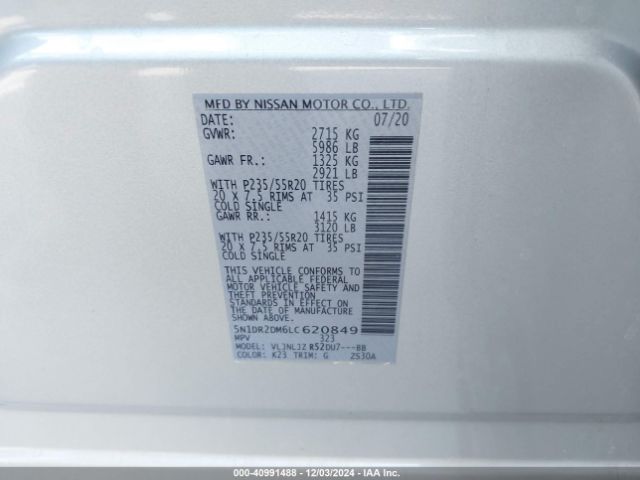 MFD BY NISSAN MOTOR CO., LTD.
DATE: 07/20
GVWR: 2715 KG
5986 LB
GAWR FR.: 1325 KG
2921 LB
WITH P235/55R20 TIRES
20 X 7.5 RIMS AT 35 PSI
COLD SINGLE
GAWR RR.: 1415 KG
3120 LB
WITH P235/55R20 TIRES
20 X 7.5 RIMS AT 35 PSI
COLD SINGLE
THIS VEHICLE CONFORMS TO
ALL APPLICABLE FEDERAL
MOTOR VEHICLE SAFETY AND
THEFT PREVENTION
STANDARDS IN EFFECT ON
THE DATE OF MANUFACTURE
SHOWN ABOVE.
5N1DR2DM6LC620849
MPV 323
MODEL: VLJNLJZ R52DU7---BB
COLOR: K23 TRIM: G ZS30A
000-40991488 - 12/03/2024 - IAA Inc.